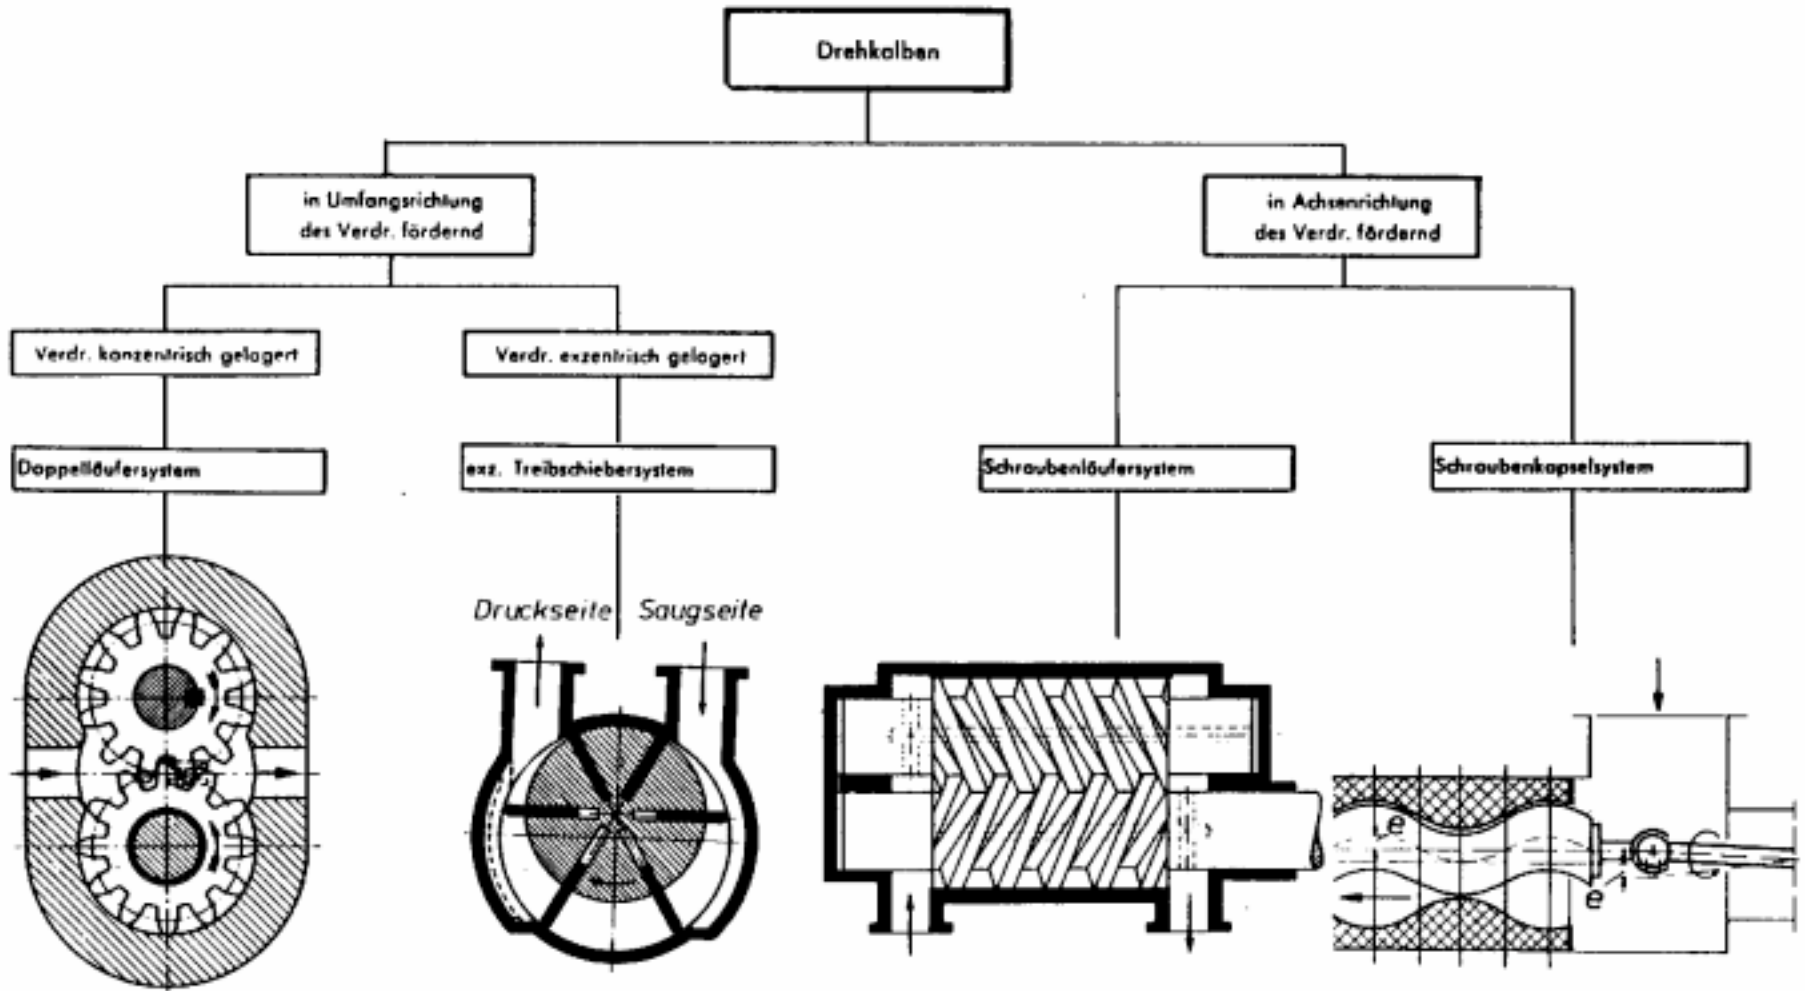 Drehkolben
in Umfangsrichtung
des Verdr. fördernd
in Achsenrichtung
des Verdr. fördernd
Verdr. konzentrisch gelagert
Verdr. exzentrisch gelagert
Doppelläufersystem
exz. Treibschiebersystem
Schraubenläufersystem
Schraubenkapselsystem
Druckseite
Saugseite
e
e